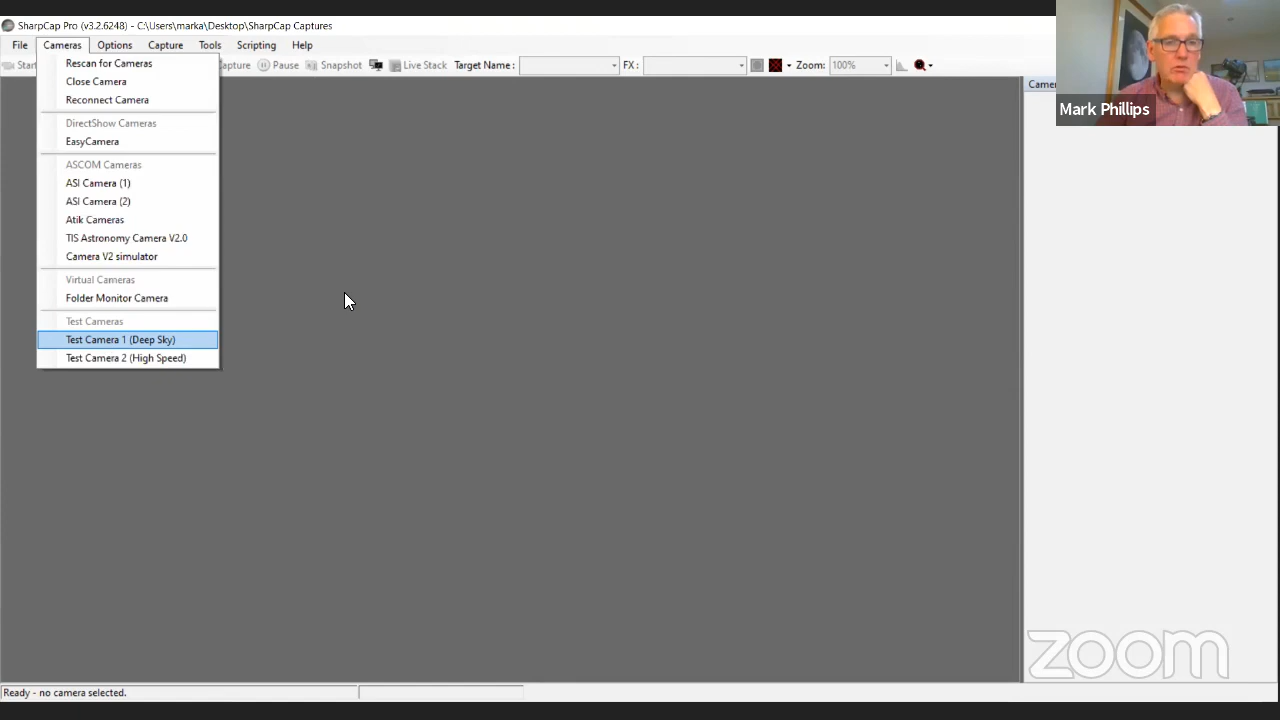 SharpCap Pro (v3.2.6248) - C:\Users\marka\Desktop\SharpCap Captures
File Cameras Options Capture Tools Scripting Help
Start apture Pause Snapshot Live Stack Target Name : FX : Zoom: 100%
Rescan for Cameras
Close Camera
Reconnect Camera
DirectShow Cameras
EasyCamera
ASCOM Cameras
ASI Camera (1)
ASI Camera (2)
Atik Cameras
TIS Astronomy Camera V2.0
Camera V2 simulator
Virtual Cameras
Folder Monitor Camera
Test Cameras
Test Camera 1 (Deep Sky)
Test Camera 2 (High Speed)
Camer
Mark Phillips
zoom
Ready - no camera selected.